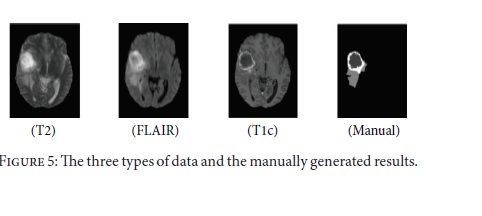 (T2) (FLAIR) (T1c) (Manual)
FIGURE 5: The three types of data and the manually generated results.